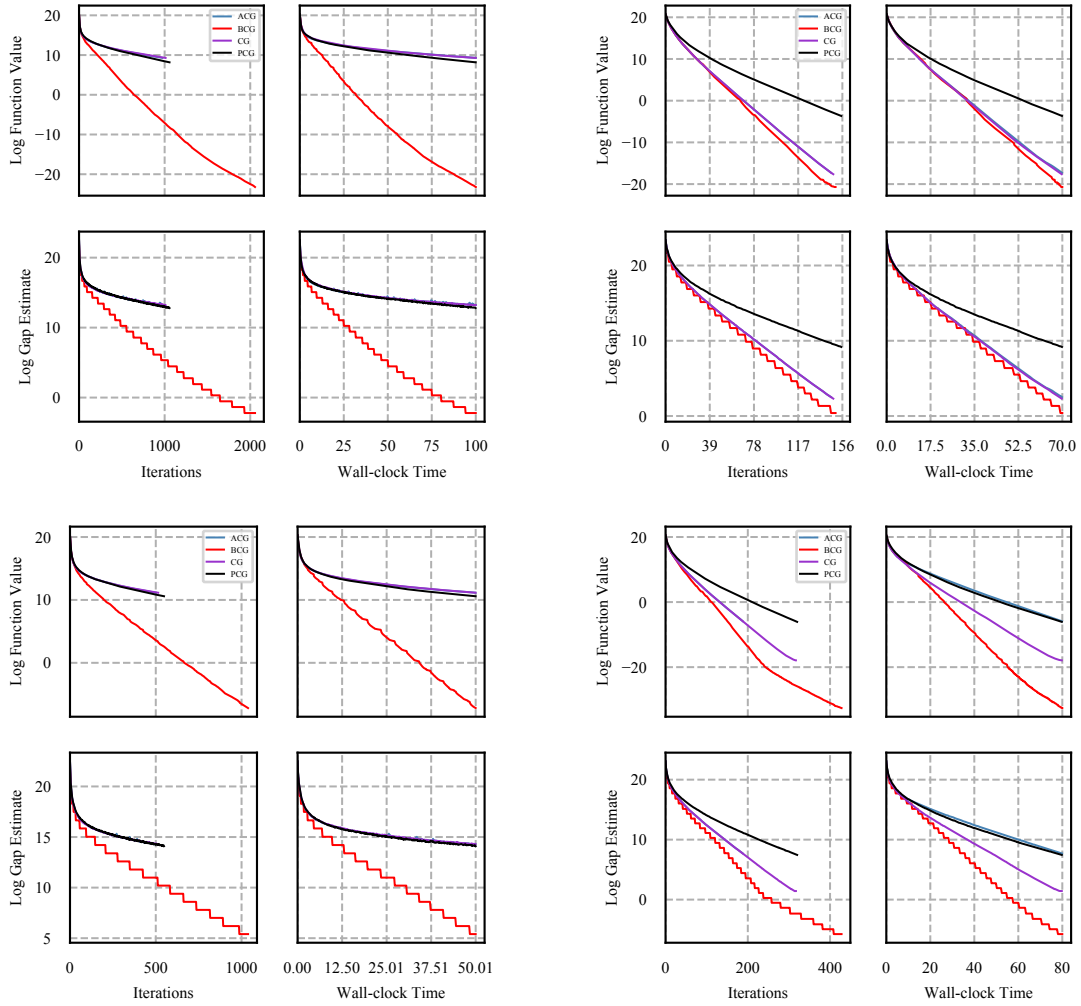 20
10
0
−10
−20
Log Function Value
ACG
BCG
CG
PCG
20
10
0
Log Gap Estimate
0 1000 2000
Iterations
0 25 50 75 100
Wall-clock Time
20
10
0
−10
−20
Log Function Value
ACG
BCG
CG
PCG
20
10
0
Log Gap Estimate
0 39 78 117 156
Iterations
0.0 17.5 35.0 52.5 70.0
Wall-clock Time
20
10
0
Log Function Value
ACG
BCG
CG
PCG
20
15
10
5
Log Gap Estimate
0 500 1000
Iterations
0.00 12.50 25.01 37.51 50.01
Wall-clock Time
20
0
−20
Log Function Value
ACG
BCG
CG
PCG
20
10
0
Log Gap Estimate
0 200 400
Iterations
0 20 40 60 80
Wall-clock Time